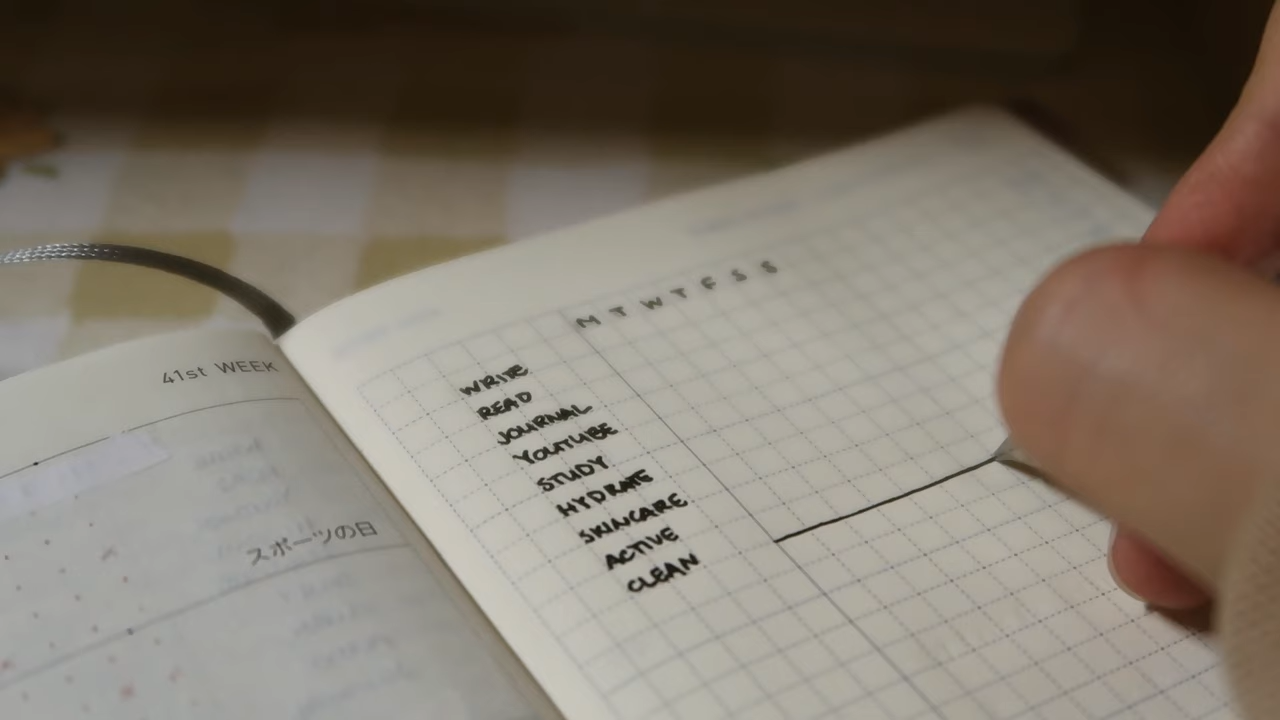 41st WEEK
スポーツの日
M T W T F S S
WRITE
READ
JOURNAL
YOUTUBE
STUDY
HYDRATE
SKINCARE
ACTIVE
CLEAN